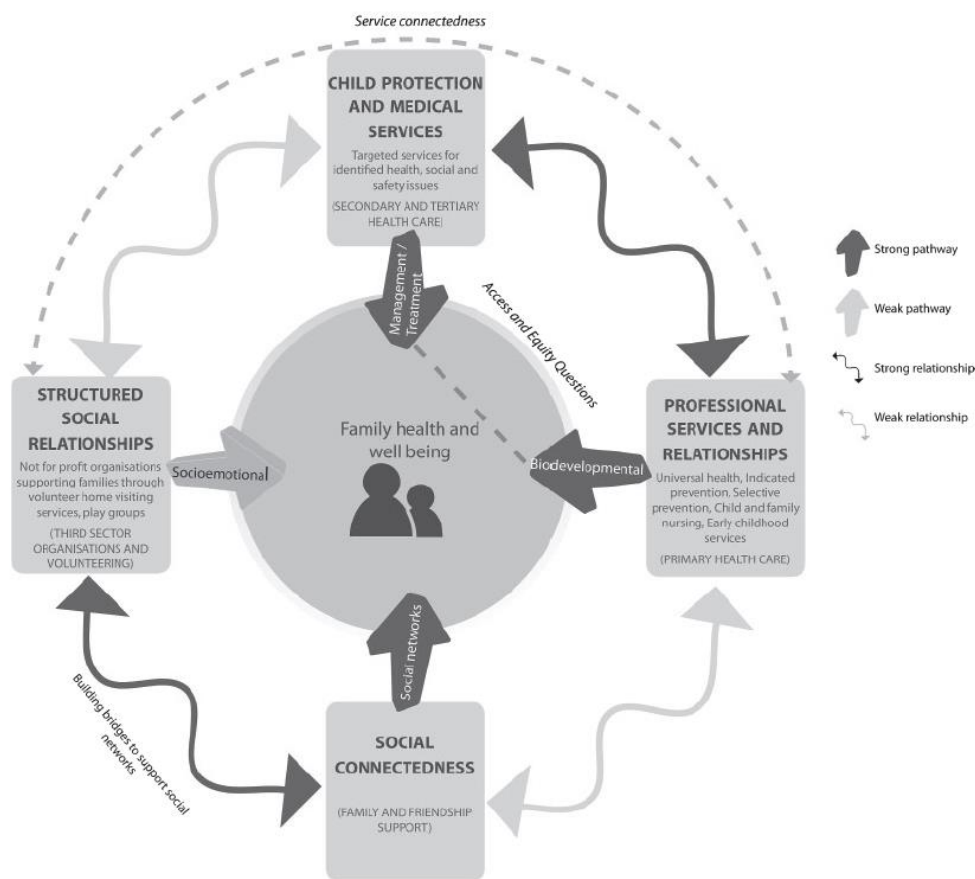 Service connectedness
CHILD PROTECTION
AND MEDICAL
SERVICES
Targeted services for
identified health, social and
safety issues
(SECONDARY AND TERTIARY
HEALTH CARE)
Management /
Treatment
Access and Equity Questions
Strong pathway
Weak pathway
Strong relationship
Weak relationship
STRUCTURED
SOCIAL
RELATIONSHIPS
Not for profit organisations
supporting families through
volunteer home visiting
services, play groups
(THIRD SECTOR
ORGANISATIONS AND
VOLUNTEERING)
Socioemotional
Family health and
well being
Biodevelopmental
PROFESSIONAL
SERVICES AND
RELATIONSHIPS
Universal health, Indicated
prevention, Selective
prevention, Child and family
nursing, Early childhood
services
(PRIMARY HEALTH CARE)
Social networks
Building bridges to support social
networks
SOCIAL
CONNECTEDNESS
(FAMILY AND FRIENDSHIP
SUPPORT)